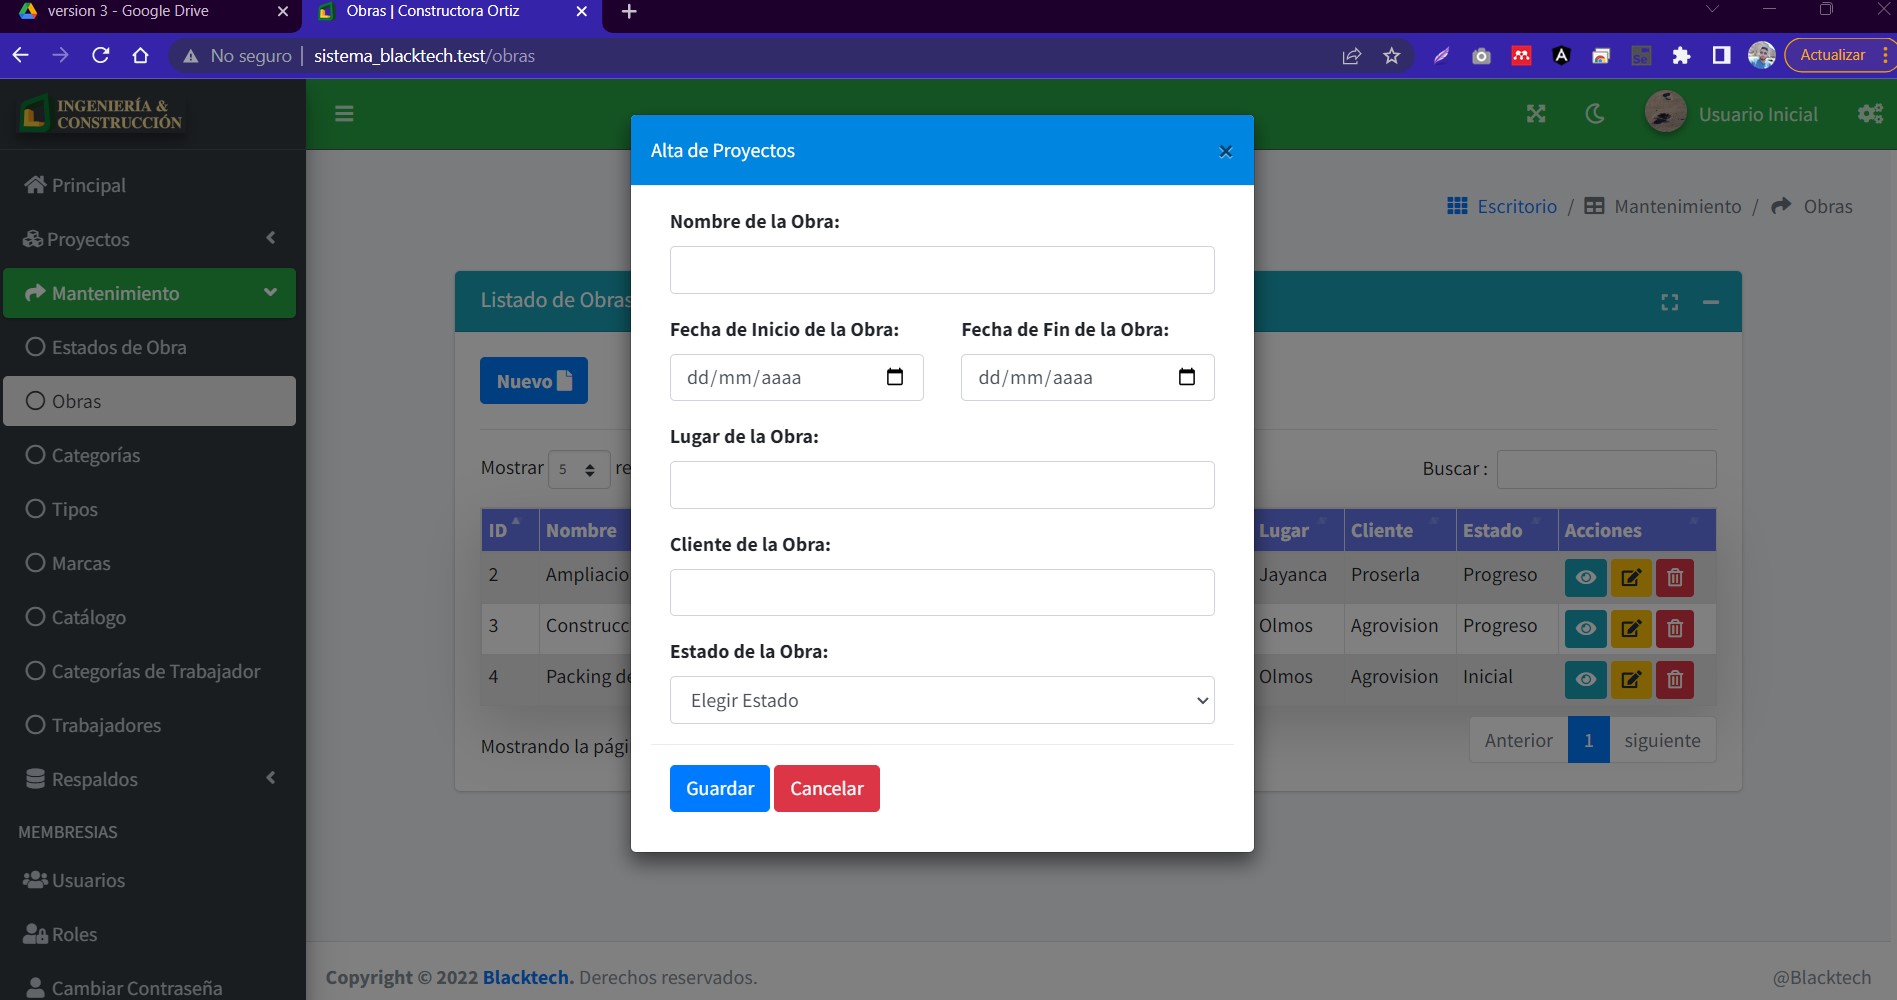 version 3 - Google Drive
Obras | Constructora Ortiz
No seguro
sistema_blacktech.test/obras
Actualizar
INGENIERÍA &
CONSTRUCCIÓN
Usuario Inicial
Principal
Proyectos
Mantenimiento
Estados de Obra
Obras
Categorías
Tipos
Marcas
Catálogo
Categorías de Trabajador
Trabajadores
Respaldos
MEMBRESIAS
Usuarios
Roles
Cambiar Contraseña
Escritorio / Mantenimiento / Obras
Listado de Obras
Nuevo
Mostrar 5 re
Buscar :
ID Nombre Lugar Cliente Estado Acciones
2 Ampliacio Jayanca Proserla Progreso
3 Construcc Olmos Agrovision Progreso
4 Packing de Olmos Agrovision Inicial
Mostrando la pági
Anterior 1 siguiente
Alta de Proyectos
×
Nombre de la Obra:
Fecha de Inicio de la Obra: Fecha de Fin de la Obra:
dd/mm/aaaa dd/mm/aaaa
Lugar de la Obra:
Cliente de la Obra:
Estado de la Obra:
Elegir Estado
Guardar Cancelar
Copyright © 2022 Blacktech. Derechos reservados.
@Blacktech